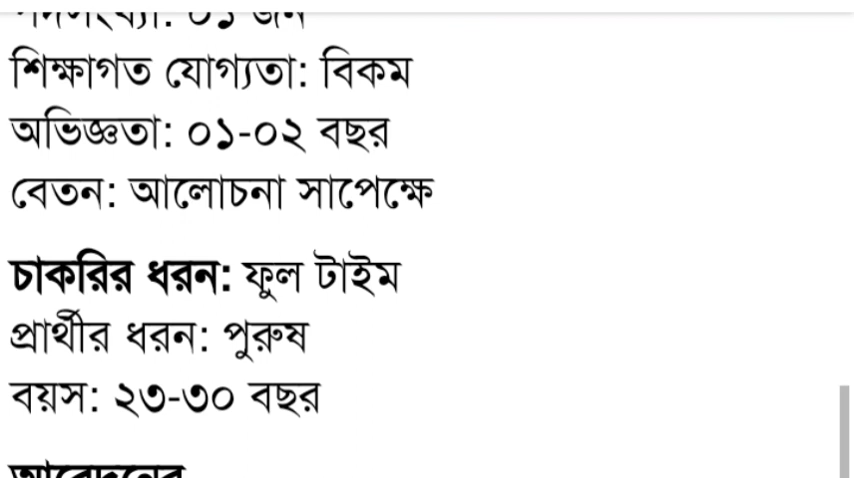 শিক্ষাগত যোগ্যতা: বিকম
অভিজ্ঞতা: ০১-০২ বছর
বেতন: আলোচনা সাপেক্ষে
চাকরির ধরন: ফুল টাইম
প্রার্থীর ধরন: পুরুষ
বয়স: ২৩-৩০ বছর